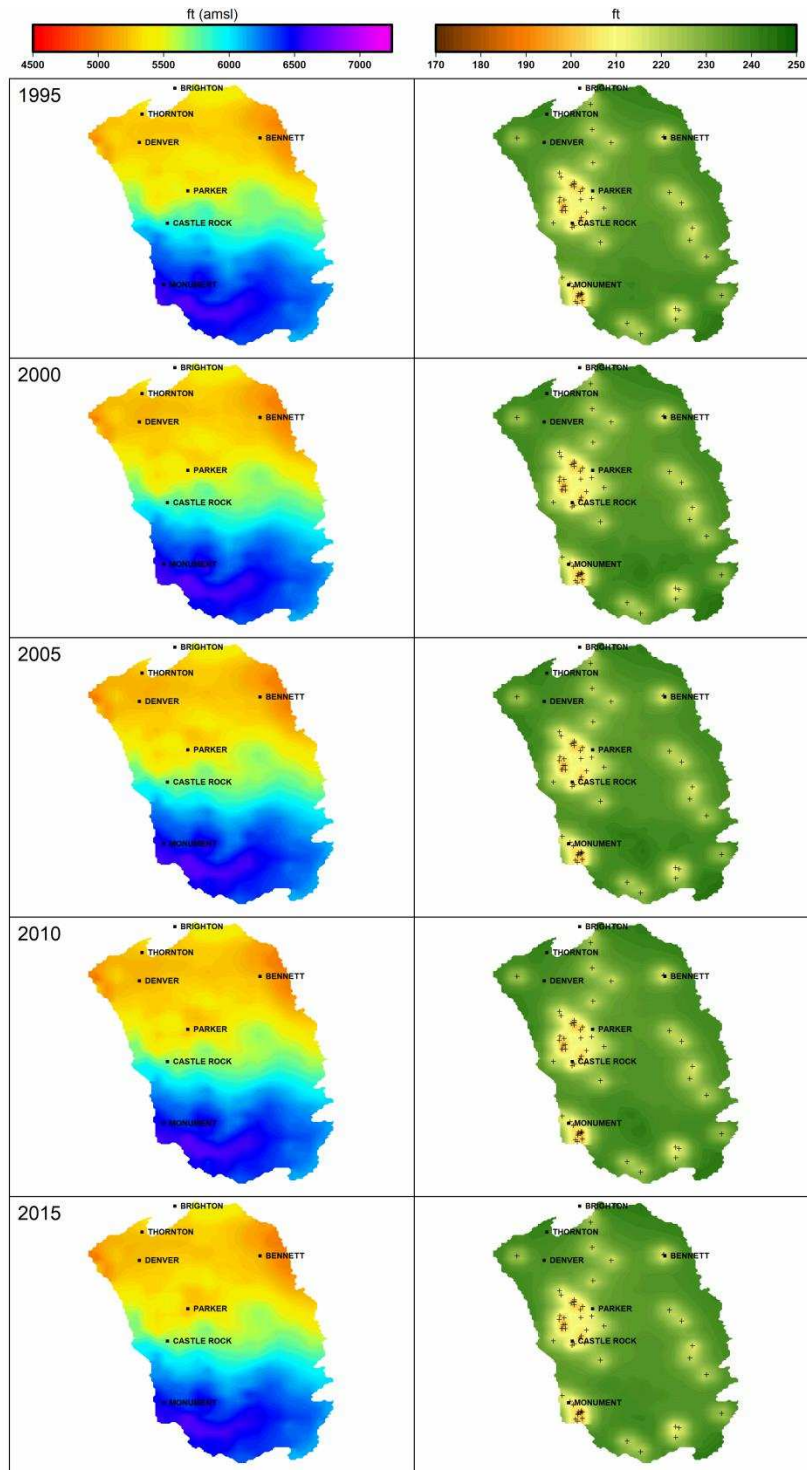 ft (amsl)
4500 5000 5500 6000 6500 7000
ft
170 180 190 200 210 220 230 240 250
1995
BRIGHTON
THORNTON
DENVER
BENNETT
PARKER
CASTLE ROCK
MONUMENT
BRIGHTON
THORNTON
DENVER
BENNETT
PARKER
CASTLE ROCK
MONUMENT
2000
BRIGHTON
THORNTON
DENVER
BENNETT
PARKER
CASTLE ROCK
MONUMENT
BRIGHTON
THORNTON
DENVER
BENNETT
PARKER
CASTLE ROCK
MONUMENT
2005
BRIGHTON
THORNTON
DENVER
BENNETT
PARKER
CASTLE ROCK
MONUMENT
BRIGHTON
THORNTON
DENVER
BENNETT
PARKER
CASTLE ROCK
MONUMENT
2010
BRIGHTON
THORNTON
DENVER
BENNETT
PARKER
CASTLE ROCK
MONUMENT
BRIGHTON
THORNTON
DENVER
BENNETT
PARKER
CASTLE ROCK
MONUMENT
2015
BRIGHTON
THORNTON
DENVER
BENNETT
PARKER
CASTLE ROCK
MONUMENT
BRIGHTON
THORNTON
DENVER
BENNETT
PARKER
CASTLE ROCK
MONUMENT